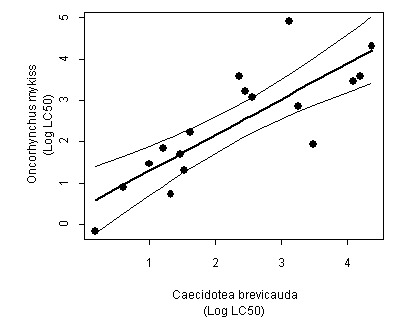 Oncorhynchus mykiss
(Log LC50)
5
4
3
2
1
0
1 2 3 4
Caecidotea brevicauda
(Log LC50)